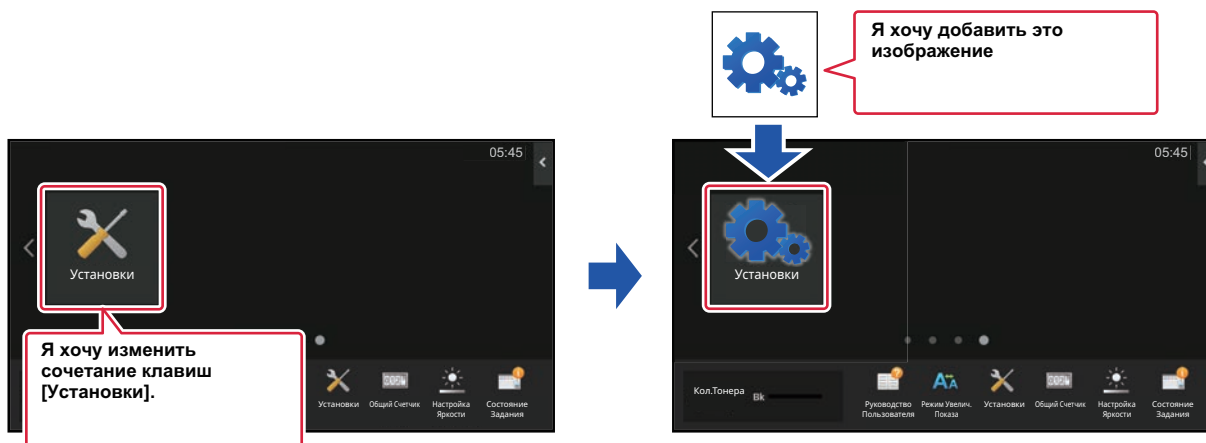 Я хочу добавить это
изображение
05:45
Установки
Я хочу изменить
сочетание клавиш
[Установки].
Установки
Общий Счетчик
Настройка
Яркости
Состояние
Задания
05:45
Установки
Кол.Тонера
Bk
Руководство
Пользователя
Режим Увелич.
Показа
Установки
Общий Счетчик
Настройка
Яркости
Состояние
Задания